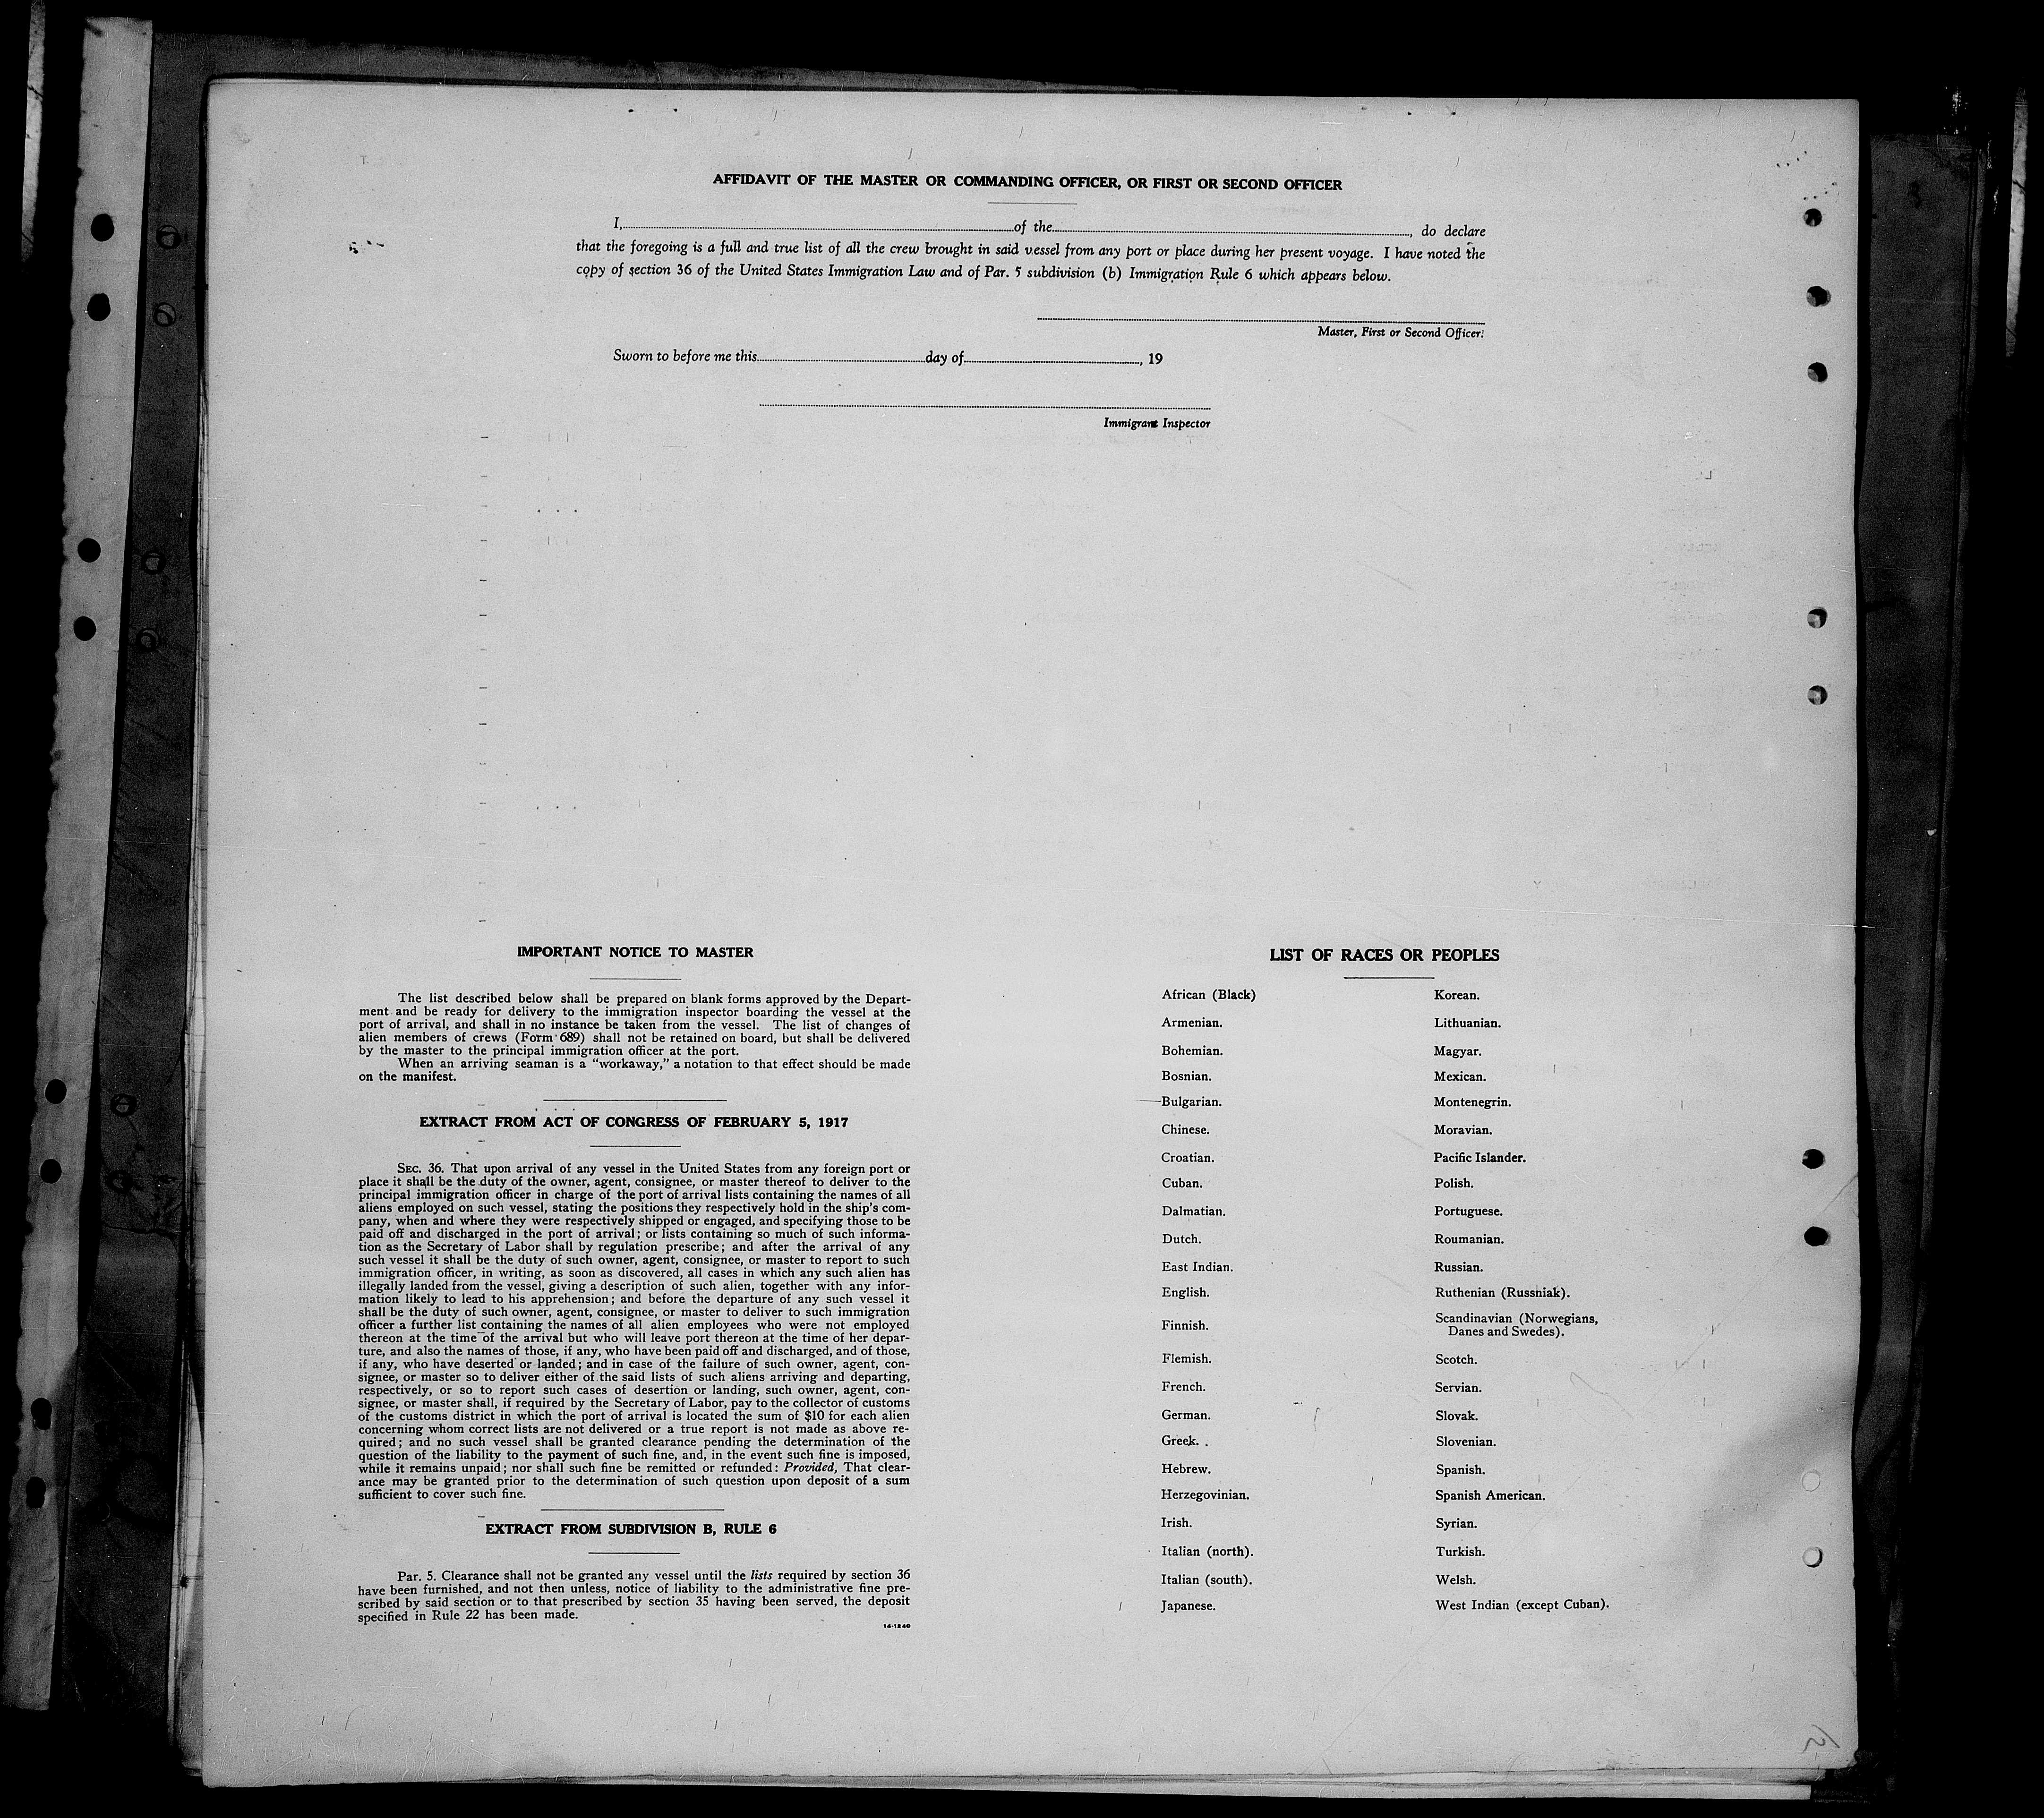 AFFIDAVIT OF THE MASTER OR COMMANDING OFFICER, OR FIRST OR SECOND OFFICER
I, of the , do declare
that the foregoing is a full and true list of all the crew brought in said vessel from any port or place during her present voyage. I have noted the
copy of section 36 of the United States Immigration Law and of Par. 5 subdivision (b) Immigration Rule 6 which appears below.
Master, First or Second Officer.
Sworn to before me this day of , 19
Immigrant Inspector
IMPORTANT NOTICE TO MASTER
The list described below shall be prepared on blank forms approved by the Depart-
ment and be ready for delivery to the immigration inspector boarding the vessel at the
port of arrival, and shall in no instance be taken from the vessel. The list of changes of
alien members of crews (Form 689) shall not be retained on board, but shall be delivered
by the master to the principal immigration officer at the port.
When an arriving seaman is a "workaway," a notation to that effect should be made
on the manifest.
EXTRACT FROM ACT OF CONGRESS OF FEBRUARY 5, 1917
SEC. 36. That upon arrival of any vessel in the United States from any foreign port or
place it shall be the duty of the owner, agent, consignee, or master thereof to deliver to the
principal immigration officer in charge of the port of arrival lists containing the names of all
aliens employed on such vessel, stating the positions they respectively hold in the ship's com-
pany, when and where they were respectively shipped or engaged, and specifying those to be
paid off and discharged in the port of arrival; or lists containing so much of such informa-
tion as the Secretary of Labor shall by regulation prescribe; and after the arrival of any
such vessel it shall be the duty of such owner, agent, consignee, or master to report to such
immigration officer, in writing, as soon as discovered, all cases in which any such alien has
illegally landed from the vessel, giving a description of such alien, together with any infor-
mation likely to lead to his apprehension; and before the departure of any such vessel it
shall be the duty of such owner, agent, consignee, or master to deliver to such immigration
officer a further list containing the names of all alien employees who were not employed
thereon at the time of the arrival but who will leave port thereon at the time of her depar-
ture, and also the names of those, if any, who have been paid off and discharged, and of those,
if any, who have deserted or landed; and in case of the failure of such owner, agent, con-
signee, or master so to deliver either of the said lists of such aliens arriving and departing,
respectively, or so to report such cases of desertion or landing, such owner, agent, con-
signee, or master shall, if required by the Secretary of Labor, pay to the collector of customs
of the customs district in which the port of arrival is located the sum of $10 for each alien
concerning whom correct lists are not delivered or a true report is not made as above re-
quired; and no such vessel shall be granted clearance pending the determination of the
question of the liability to the payment of such fine, and, in the event such fine is imposed,
while it remains unpaid; nor shall such fine be remitted or refunded: Provided, That clear-
ance may be granted prior to the determination of such question upon deposit of a sum
sufficient to cover such fine.
EXTRACT FROM SUBDIVISION B, RULE 6
Par. 5. Clearance shall not be granted any vessel until the lists required by section 36
have been furnished, and not then unless, notice of liability to the administrative fine pre-
scribed by said section or to that prescribed by section 35 having been served, the deposit
specified in Rule 22 has been made.
14-1240
LIST OF RACES OR PEOPLES
African (Black)
Armenian.
Bohemian.
Bosnian.
Bulgarian.
Chinese.
Croatian.
Cuban.
Dalmatian.
Dutch.
East Indian.
English.
Finnish.
Flemish.
French.
German.
Greek.
Hebrew.
Herzegovinian.
Irish.
Italian (north).
Italian (south).
Japanese.
Korean.
Lithuanian.
Magyar.
Mexican.
Montenegrin.
Moravian.
Pacific Islander.
Polish.
Portuguese.
Roumanian.
Russian.
Ruthenian (Russniak).
Scandinavian (Norwegians,
Danes and Swedes).
Scotch.
Servian.
Slovak.
Slovenian.
Spanish.
Spanish American.
Syrian.
Turkish.
Welsh.
West Indian (except Cuban).